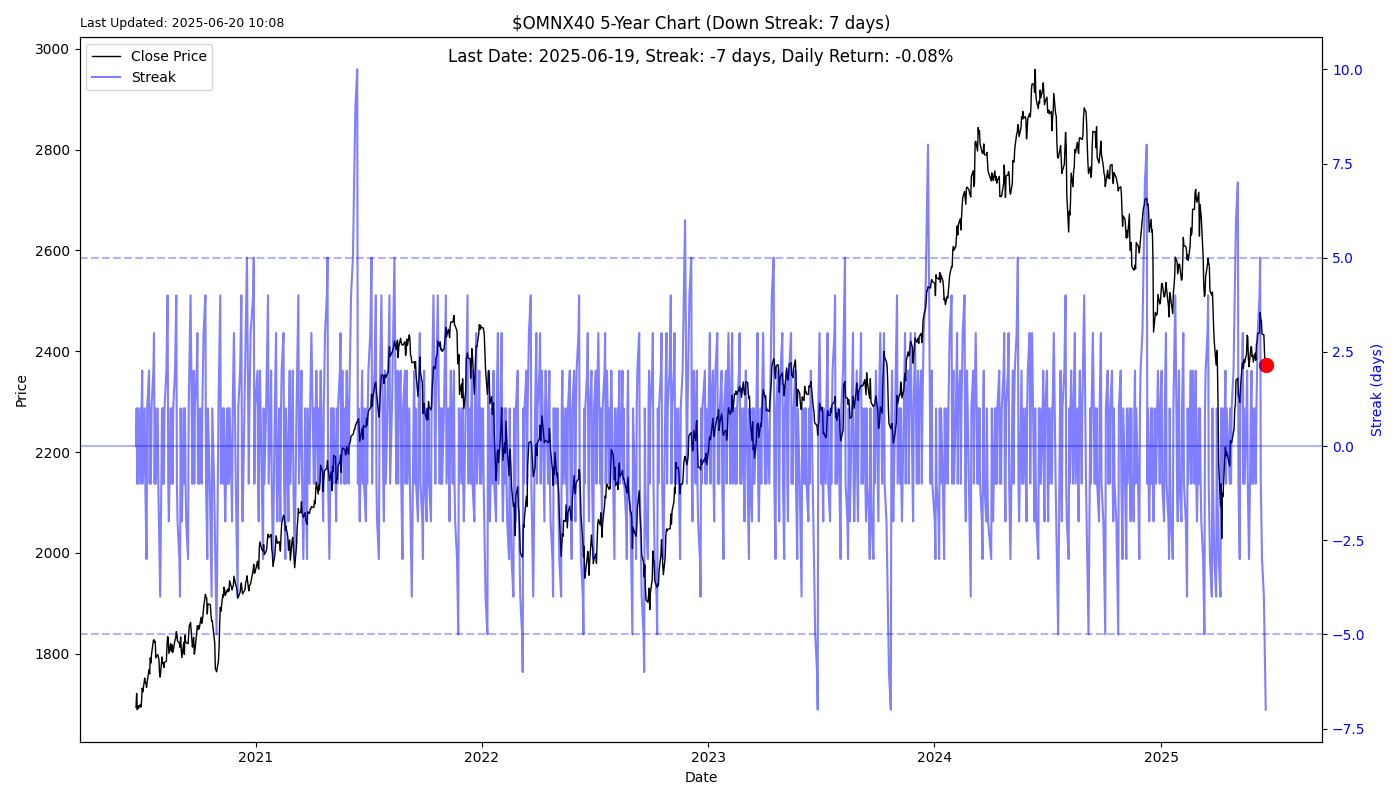 Last Updated: 2025-06-20 10:08
$OMNX40 5-Year Chart (Down Streak: 7 days)
Last Date: 2025-06-19, Streak: -7 days, Daily Return: -0.08%
Close Price
Streak
3000
2800
2600
2400
2200
2000
1800
Price
10.0
7.5
5.0
2.5
0.0
−2.5
−5.0
−7.5
Streak (days)
2021 2022 2023 2024 2025
Date